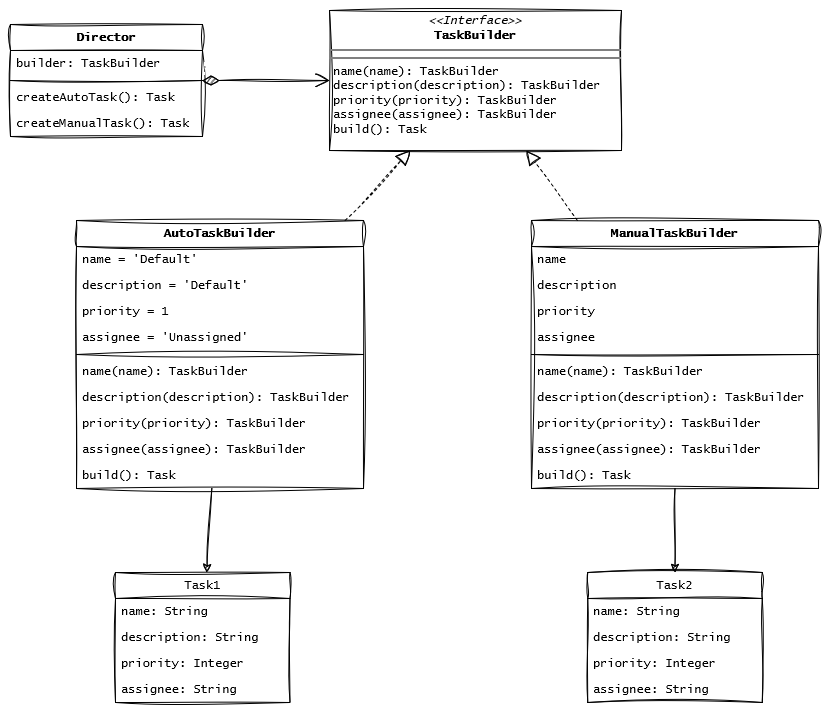 Director
builder: TaskBuilder
createAutoTask(): Task
createManualTask(): Task
<<Interface>>
TaskBuilder
name(name): TaskBuilder
description(description): TaskBuilder
priority(priority): TaskBuilder
assignee(assignee): TaskBuilder
build(): Task
AutoTaskBuilder
name = 'Default'
description = 'Default'
priority = 1
assignee = 'Unassigned'
name(name): TaskBuilder
description(description): TaskBuilder
priority(priority): TaskBuilder
assignee(assignee): TaskBuilder
build(): Task
ManualTaskBuilder
name
description
priority
assignee
name(name): TaskBuilder
description(description): TaskBuilder
priority(priority): TaskBuilder
assignee(assignee): TaskBuilder
build(): Task
Task1
name: String
description: String
priority: Integer
assignee: String
Task2
name: String
description: String
priority: Integer
assignee: String